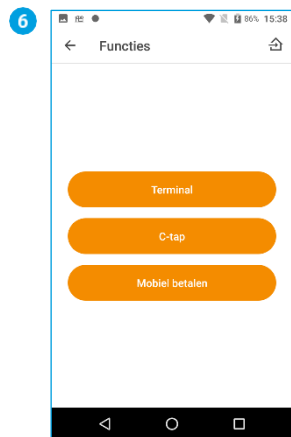 6
86% 15:38
Functies
Terminal
C-tap
Mobiel betalen